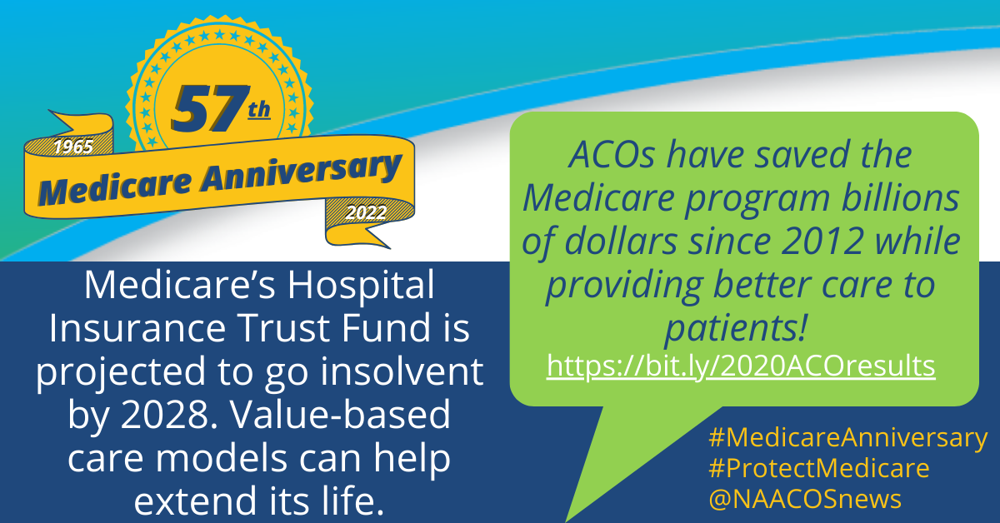 57th
1965
Medicare Anniversary
2022
Medicare’s Hospital
Insurance Trust Fund is
projected to go insolvent
by 2028. Value-based
care models can help
extend its life.
ACOs have saved the
Medicare program billions
of dollars since 2012 while
providing better care to
patients!
https://bit.ly/2020ACOresults
#MedicareAnniversary
#ProtectMedicare
@NAACOSnews